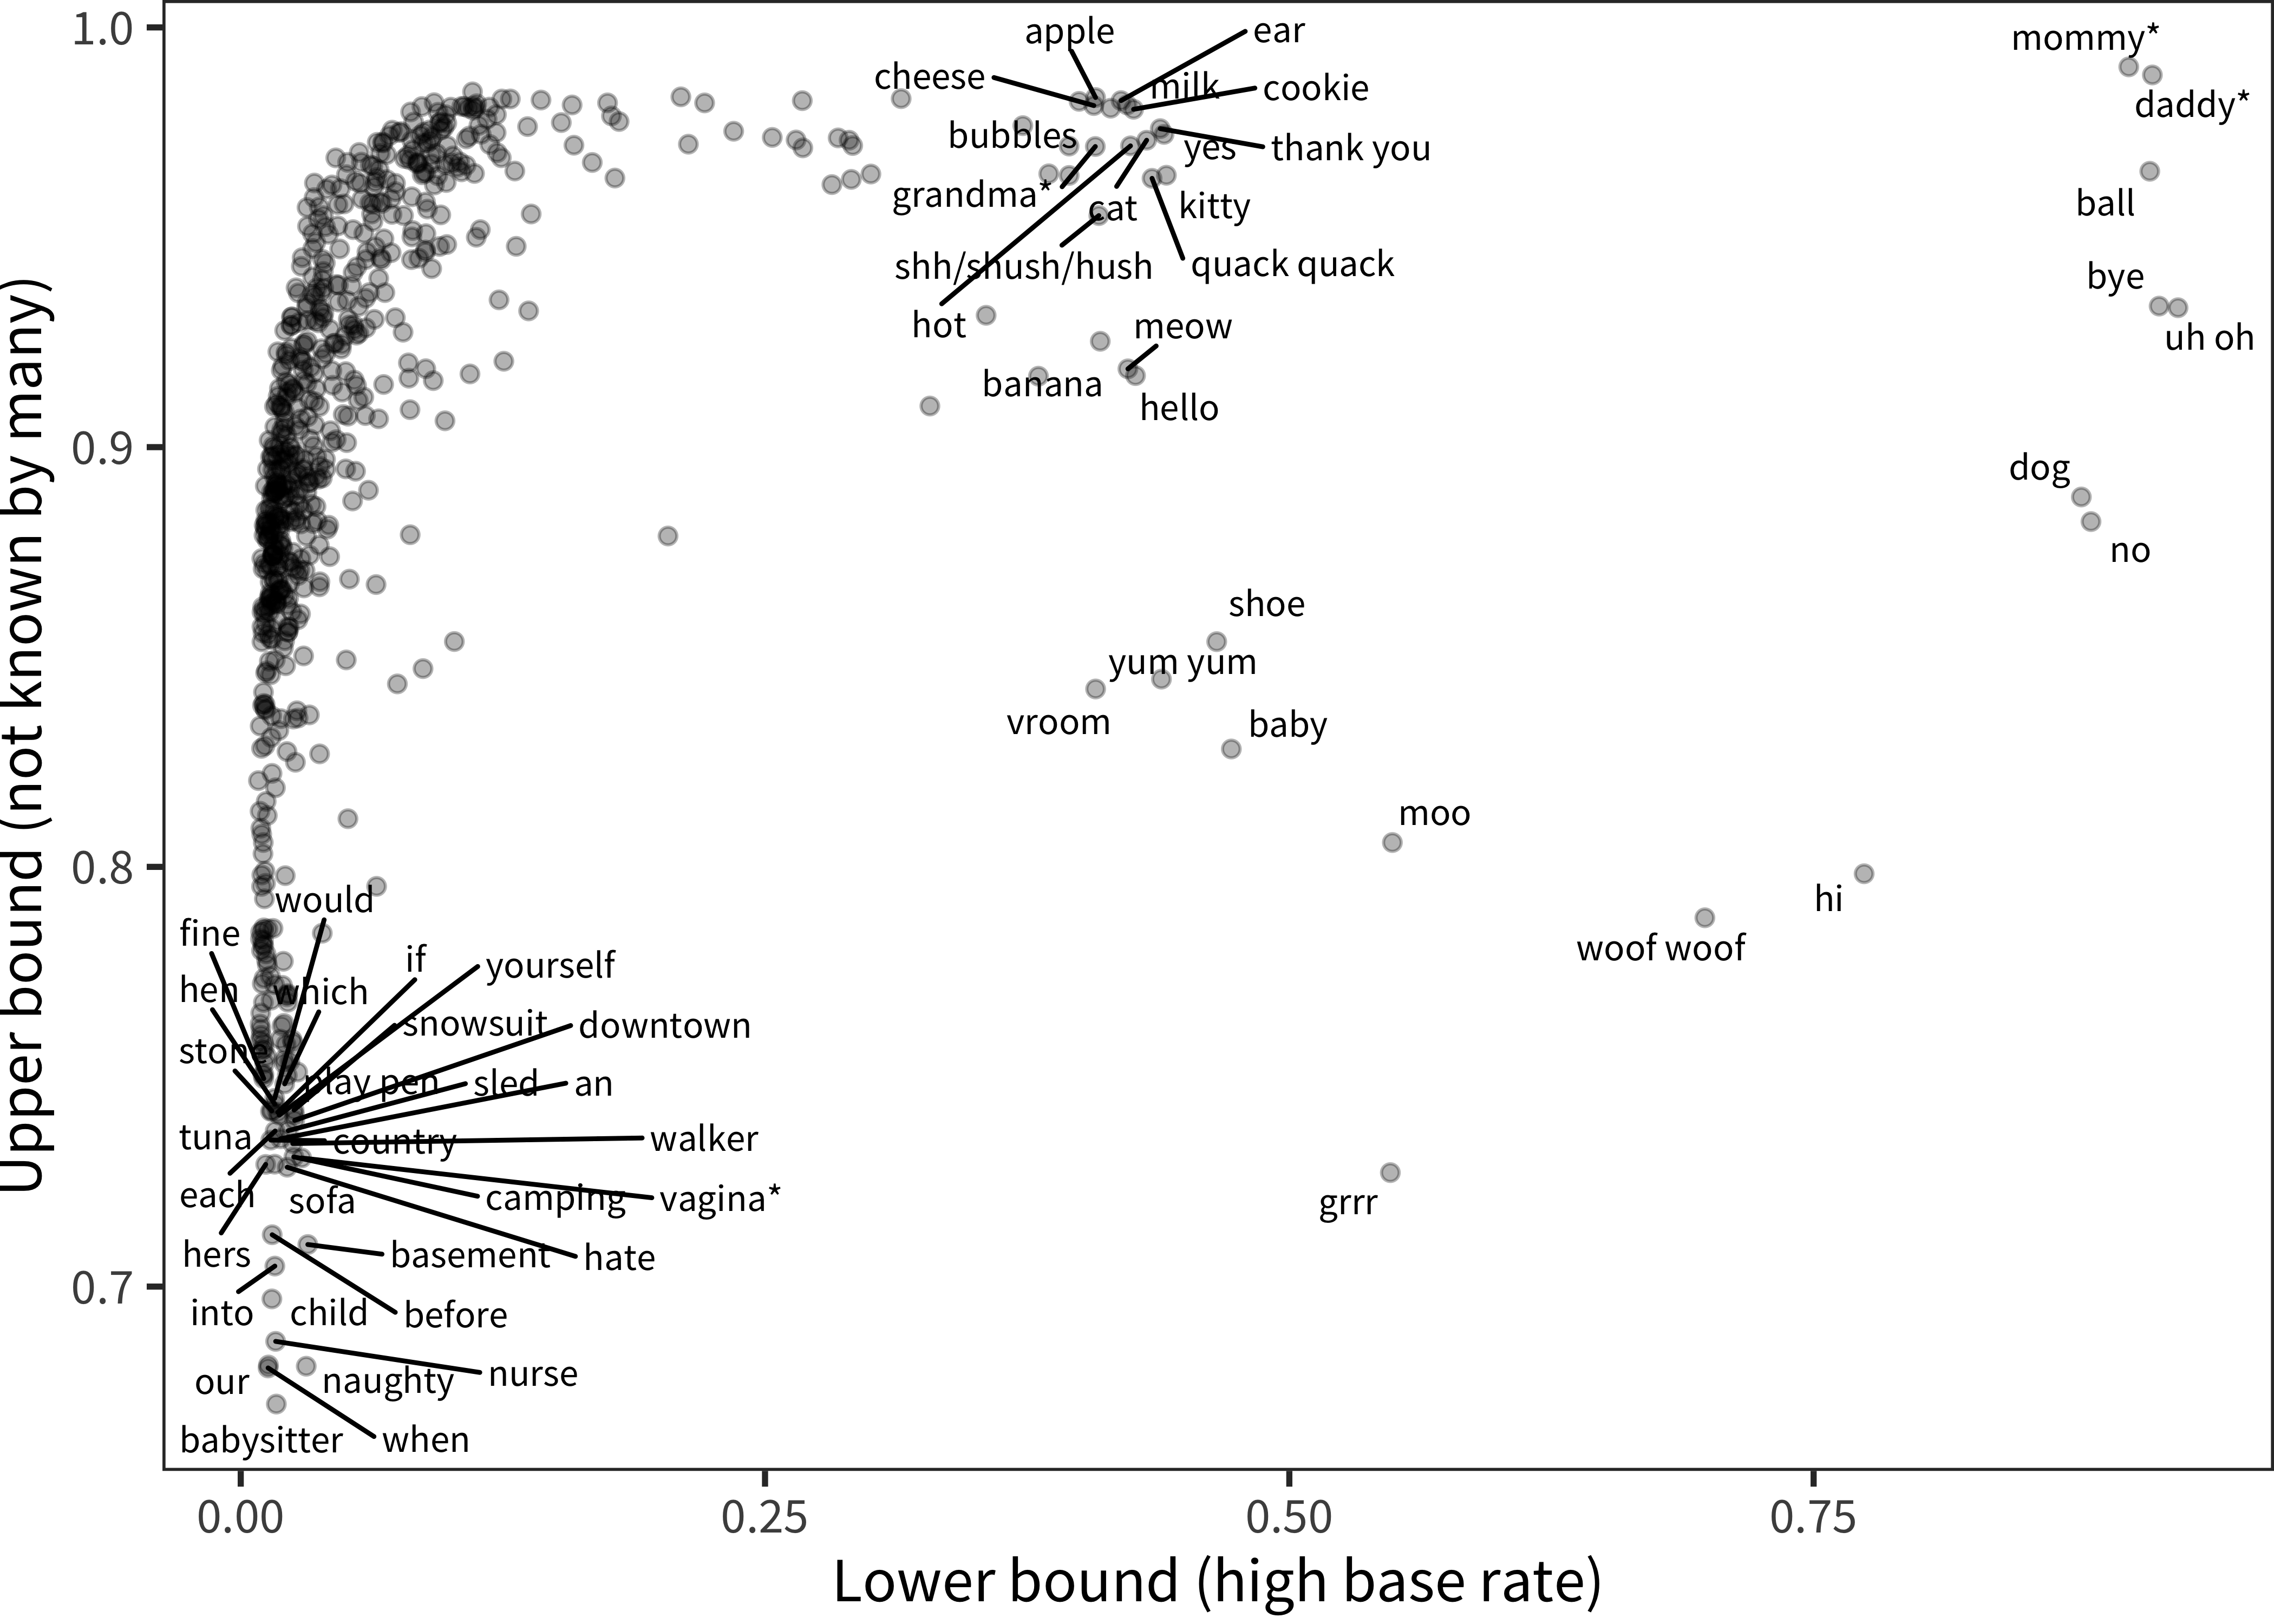 1.0
0.9
0.8
0.7
Upper bound (not known by many)
apple
ear
cheese
milk
cookie
bubbles
yes
thank you
grandma*
cat
kitty
shh/shush/hush
quack quack
hot
meow
banana
hello
mommy*
daddy*
ball
bye
uh oh
dog
no
shoe
yum yum
vroom
baby
moo
hi
woof woof
grrr
would
fine
if
yourself
hen
which
snowsuit
downtown
stone
play pen
sled
an
tuna
country
walker
each
sofa
camping
vagina*
hers
basement
hate
into
child
before
our
naughty
nurse
babysitter
when
0.00
0.25
0.50
0.75
Lower bound (high base rate)